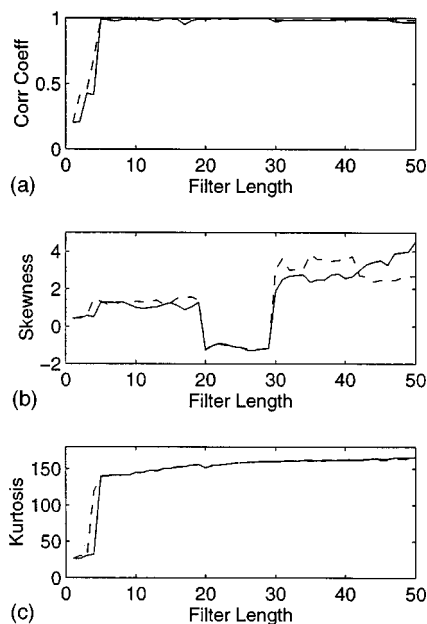 1
0.5
0
Corr Coeff
0 10 20 30 40 50
(a) Filter Length
4
2
0
−2
Skewness
0 10 20 30 40 50
(b) Filter Length
150
100
50
0
Kurtosis
0 10 20 30 40 50
(c) Filter Length